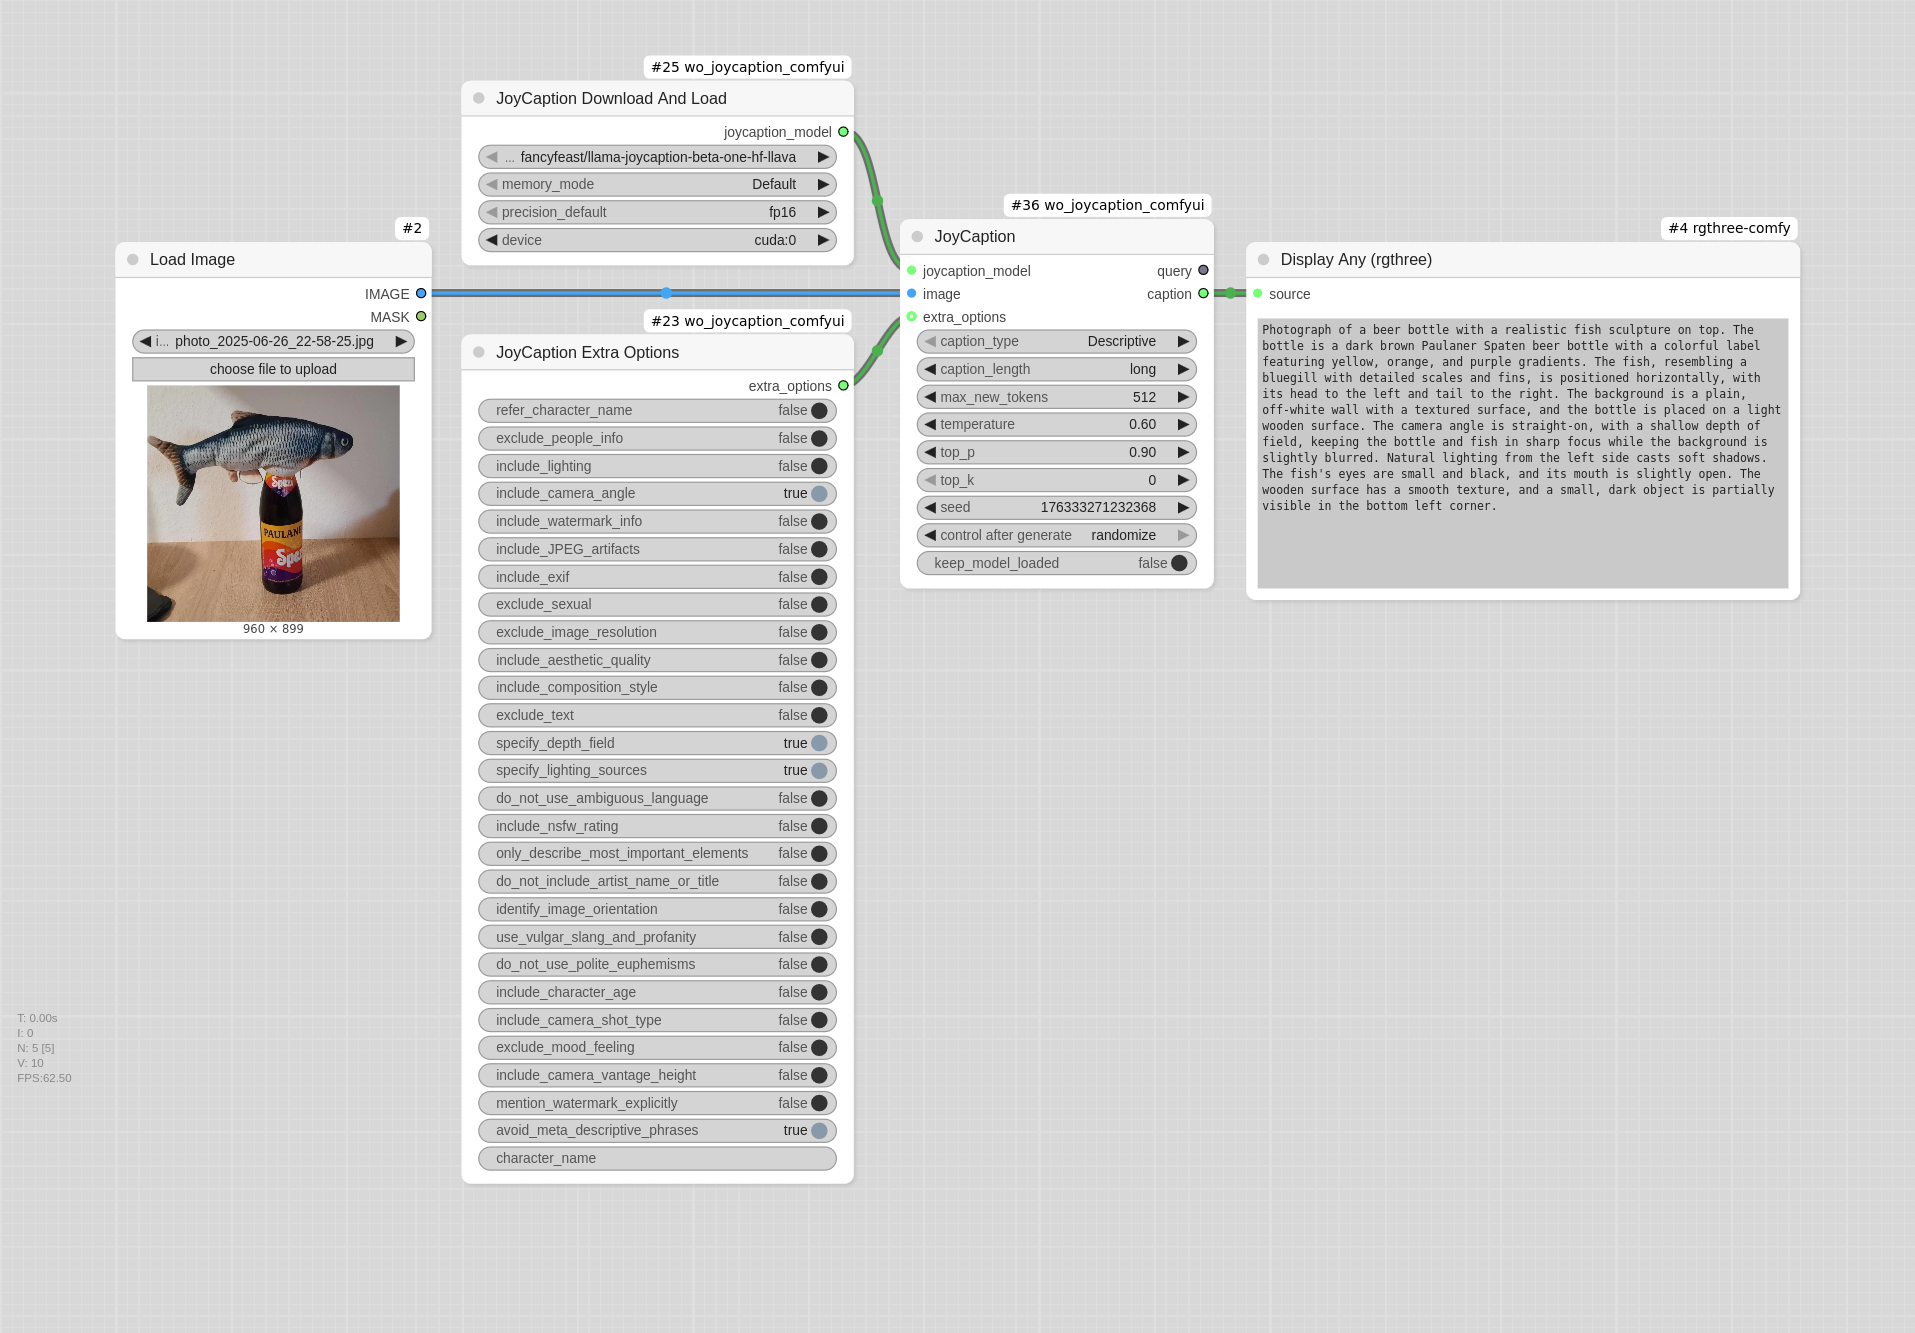 #25 wo_joycaption_comfyui
JoyCaption Download And Load
joycaption_model
... fancyfeast/llama-joycaption-beta-one-hf-llava
memory_mode Default
precision_default fp16
device cuda:0
#2
Load Image
IMAGE
MASK
i... photo_2025-06-26_22-58-25.jpg
choose file to upload
Spezi
PAULANE
Spez
960 × 899
#23 wo_joycaption_comfyui
JoyCaption Extra Options
extra_options
refer_character_name false
exclude_people_info false
include_lighting false
include_camera_angle true
include_watermark_info false
include_JPEG_artifacts false
include_exif false
exclude_sexual false
exclude_image_resolution false
include_aesthetic_quality false
include_composition_style false
exclude_text false
specify_depth_field true
specify_lighting_sources true
do_not_use_ambiguous_language false
include_nsfw_rating false
only_describe_most_important_elements false
do_not_include_artist_name_or_title false
identify_image_orientation false
use_vulgar_slang_and_profanity false
do_not_use_polite_euphemisms false
include_character_age false
include_camera_shot_type false
exclude_mood_feeling false
include_camera_vantage_height false
mention_watermark_explicitly false
avoid_meta_descriptive_phrases true
character_name
#36 wo_joycaption_comfyui
JoyCaption
joycaption_model query
image caption
extra_options
caption_type Descriptive
caption_length long
max_new_tokens 512
temperature 0.60
top_p 0.90
top_k 0
seed 176333271232368
control after generate randomize
keep_model_loaded false
#4 rgthree-comfy
Display Any (rgthree)
source
Photograph of a beer bottle with a realistic fish sculpture on top. The
bottle is a dark brown Paulaner Spaten beer bottle with a colorful label
featuring yellow, orange, and purple gradients. The fish, resembling a
bluegill with detailed scales and fins, is positioned horizontally, with
its head to the left and tail to the right. The background is a plain,
off-white wall with a textured surface, and the bottle is placed on a light
wooden surface. The camera angle is straight-on, with a shallow depth of
field, keeping the bottle and fish in sharp focus while the background is
slightly blurred. Natural lighting from the left side casts soft shadows.
The fish's eyes are small and black, and its mouth is slightly open. The
wooden surface has a smooth texture, and a small, dark object is partially
visible in the bottom left corner.
T: 0.00s
I: 0
N: 5 [5]
V: 10
FPS:62.50